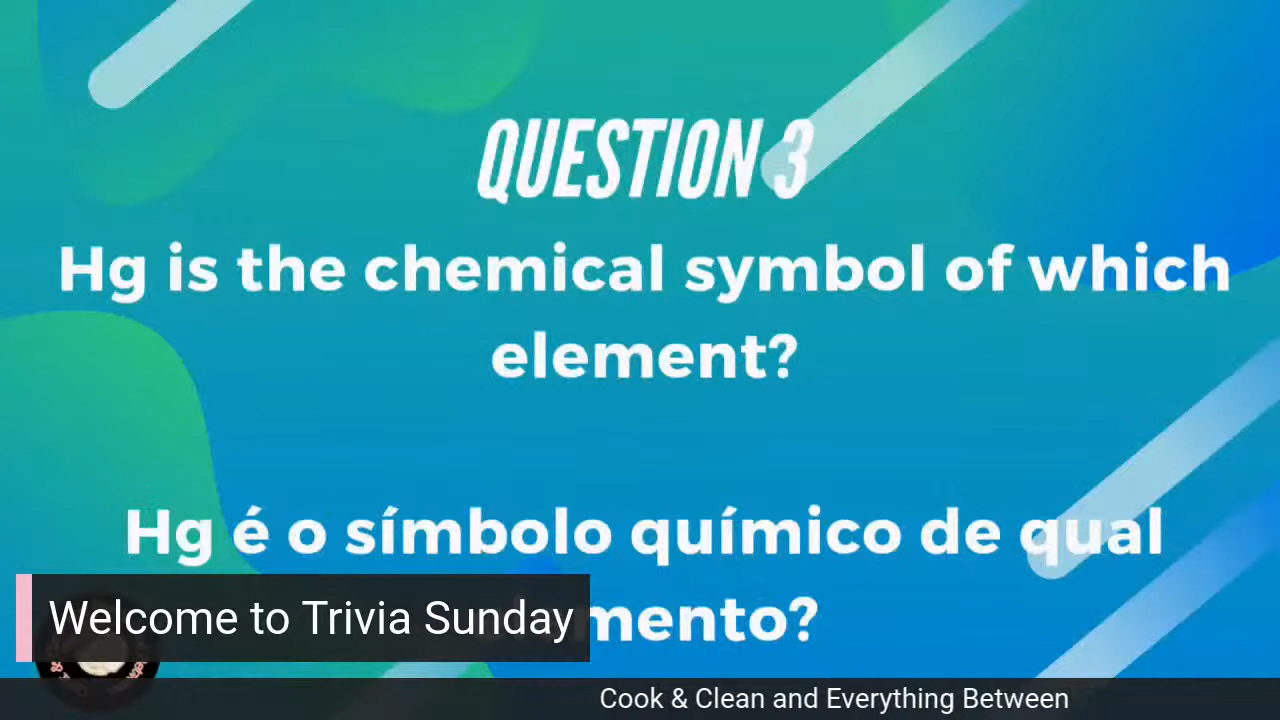 QUESTION 3
Hg is the chemical symbol of which
element?
Hg é o símbolo químico de qual
mento?
Welcome to Trivia Sunday
Cook & Clean and Everything Between